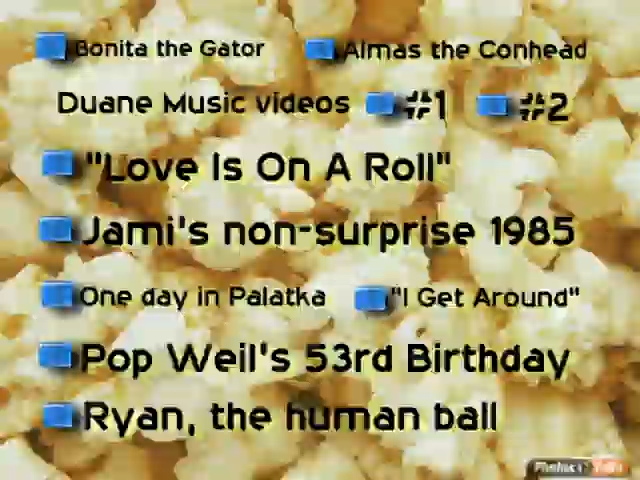 Bonita the Gator Almas the Conhead
Duane Music videos #1 #2
"Love Is On A Roll"
Jami's non-surprise 1985
One day in Palatka "I Get Around"
Pop Weil's 53rd Birthday
Ryan, the human ball